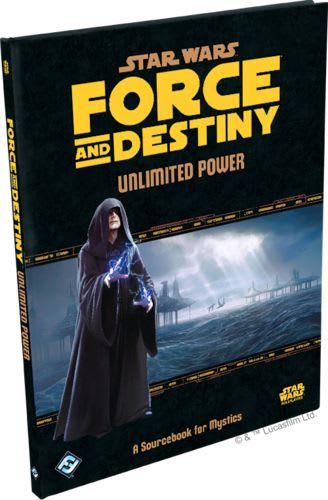 STAR WARS
FORCE
AND DESTINY
UNLIMITED POWER
STAR
WARS
ROLEPLAYING
A Sourcebook for Mystics
© & ™ Lucasfilm Ltd.
FORCE AND DESTINY UNLIMITED POWER